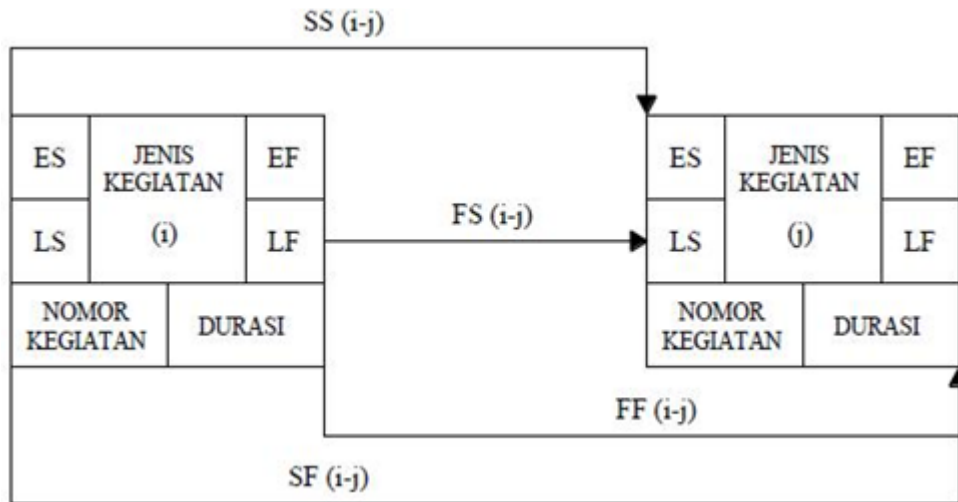 SS (i-j)
ES
JENIS
KEGIATAN
(i)
EF
LS
LF
NOMOR
KEGIATAN
DURASI
FS (i-j)
ES
JENIS
KEGIATAN
(j)
EF
LS
LF
NOMOR
KEGIATAN
DURASI
FF (i-j)
SF (i-j)